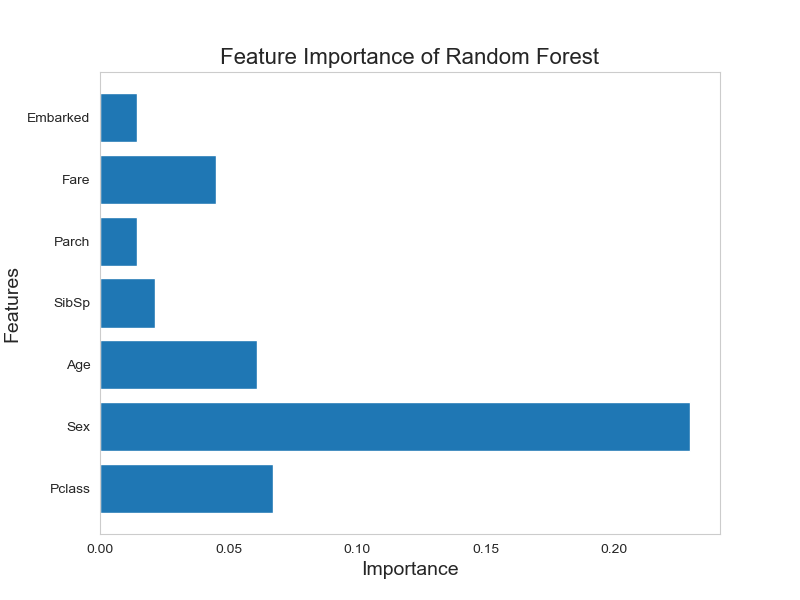 Feature Importance of Random Forest
Embarked
Fare
Parch
SibSp
Age
Sex
Pclass
Features
0.00 0.05 0.10 0.15 0.20
Importance